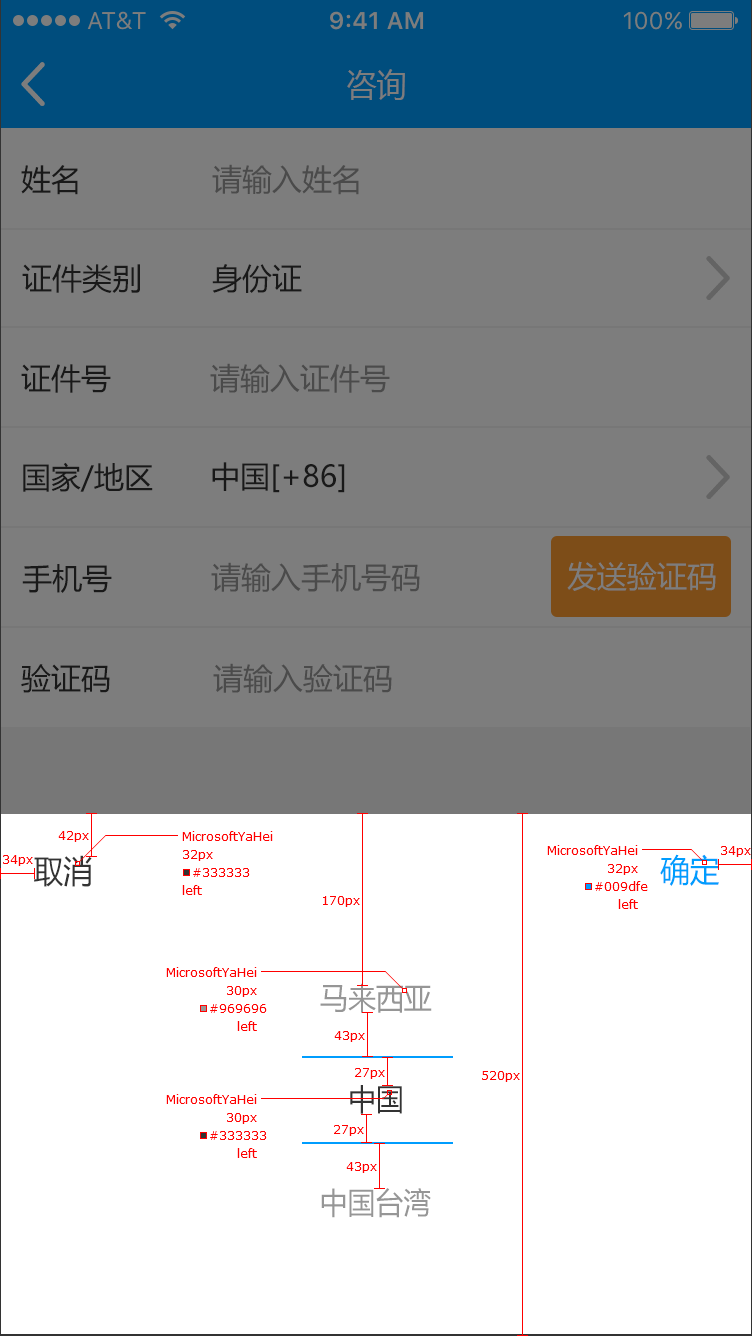 AT&T 9:41 AM 100%
咨询
姓名 请输入姓名
证件类别 身份证
证件号 请输入证件号
国家/地区 中国[+86]
手机号 请输入手机号码 发送验证码
验证码 请输入验证码
42px
MicrosoftYaHei
32px
#333333
left
34px
取消
MicrosoftYaHei
32px
#009dfe
left
34px
确定
170px
MicrosoftYaHei
30px
#969696
left
马来西亚
43px
520px
27px
MicrosoftYaHei
30px
#333333
left
中国
27px
43px
中国台湾